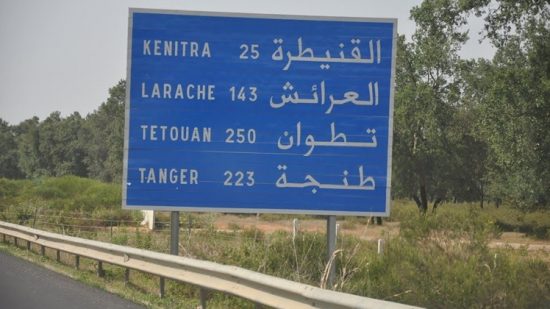 KENITRA 25 القنيطرة
LARACHE 143 العرائش
TETOUAN 250 تطوان
TANGER 223 طنجة